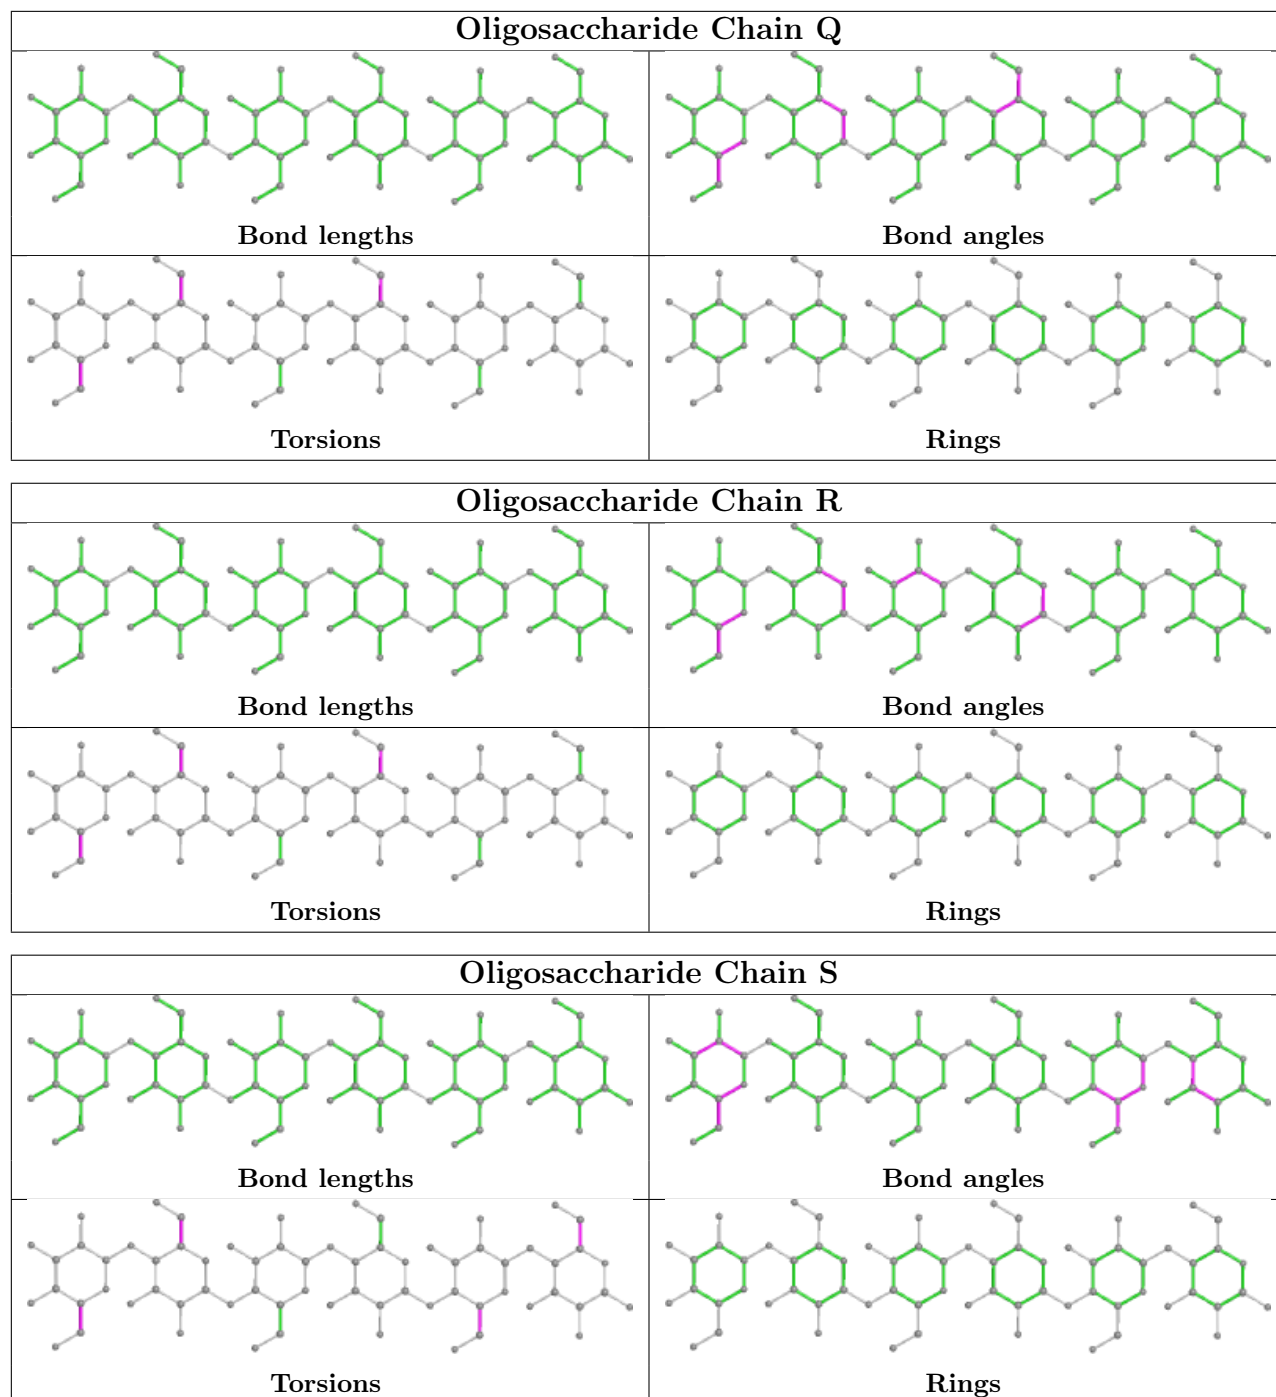 Oligosaccharide Chain Q
Bond lengths
Bond angles
Torsions
Rings
Oligosaccharide Chain R
Bond lengths
Bond angles
Torsions
Rings
Oligosaccharide Chain S
Bond lengths
Bond angles
Torsions
Rings